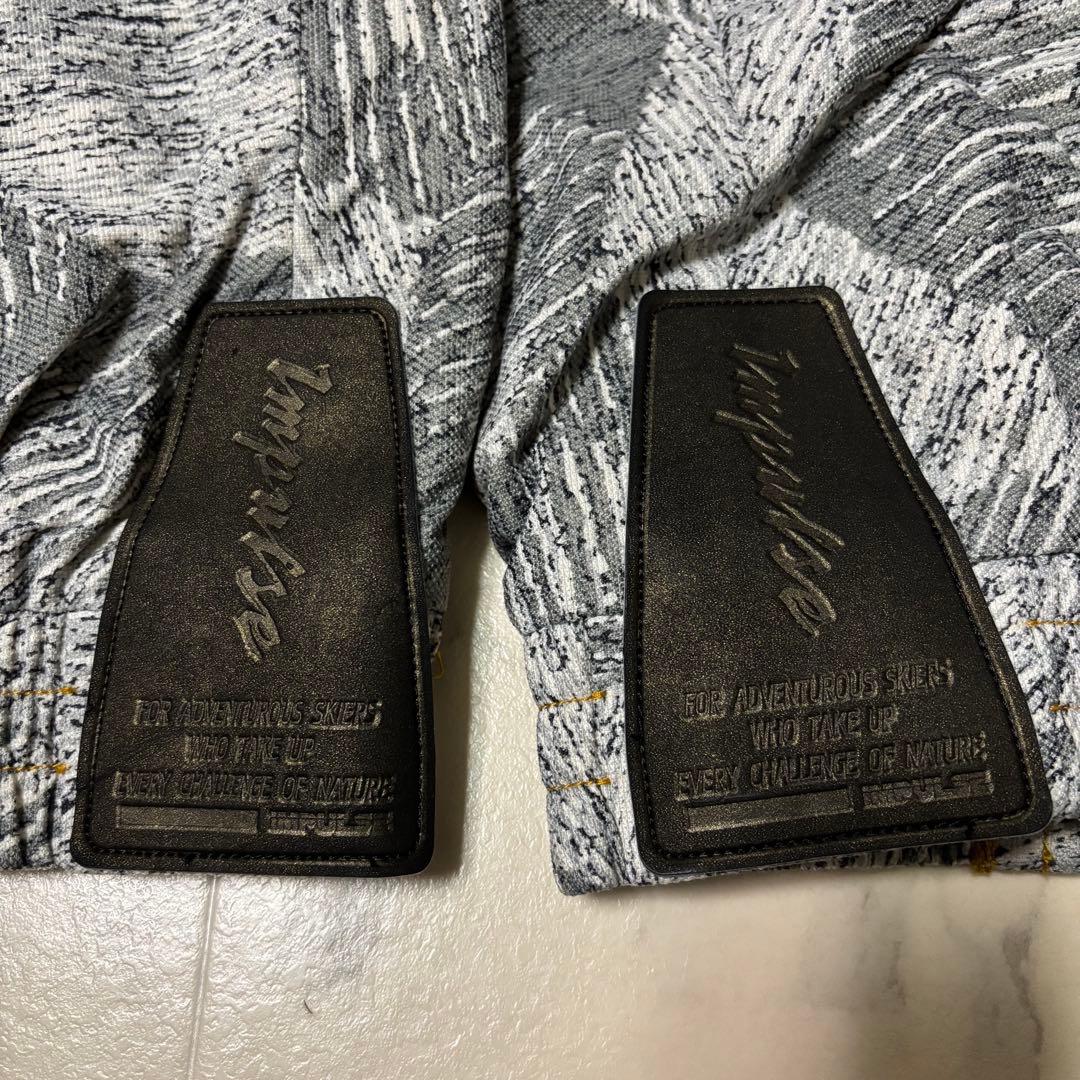 Impulse
FOR ADVENTUROUS SKIERS
WHO TAKE UP
EVERY CHALLENGE OF NATURE
IMPULSE
Impulse
FOR ADVENTUROUS SKIERS
WHO TAKE UP
EVERY CHALLENGE OF NATURE
IMPULSE